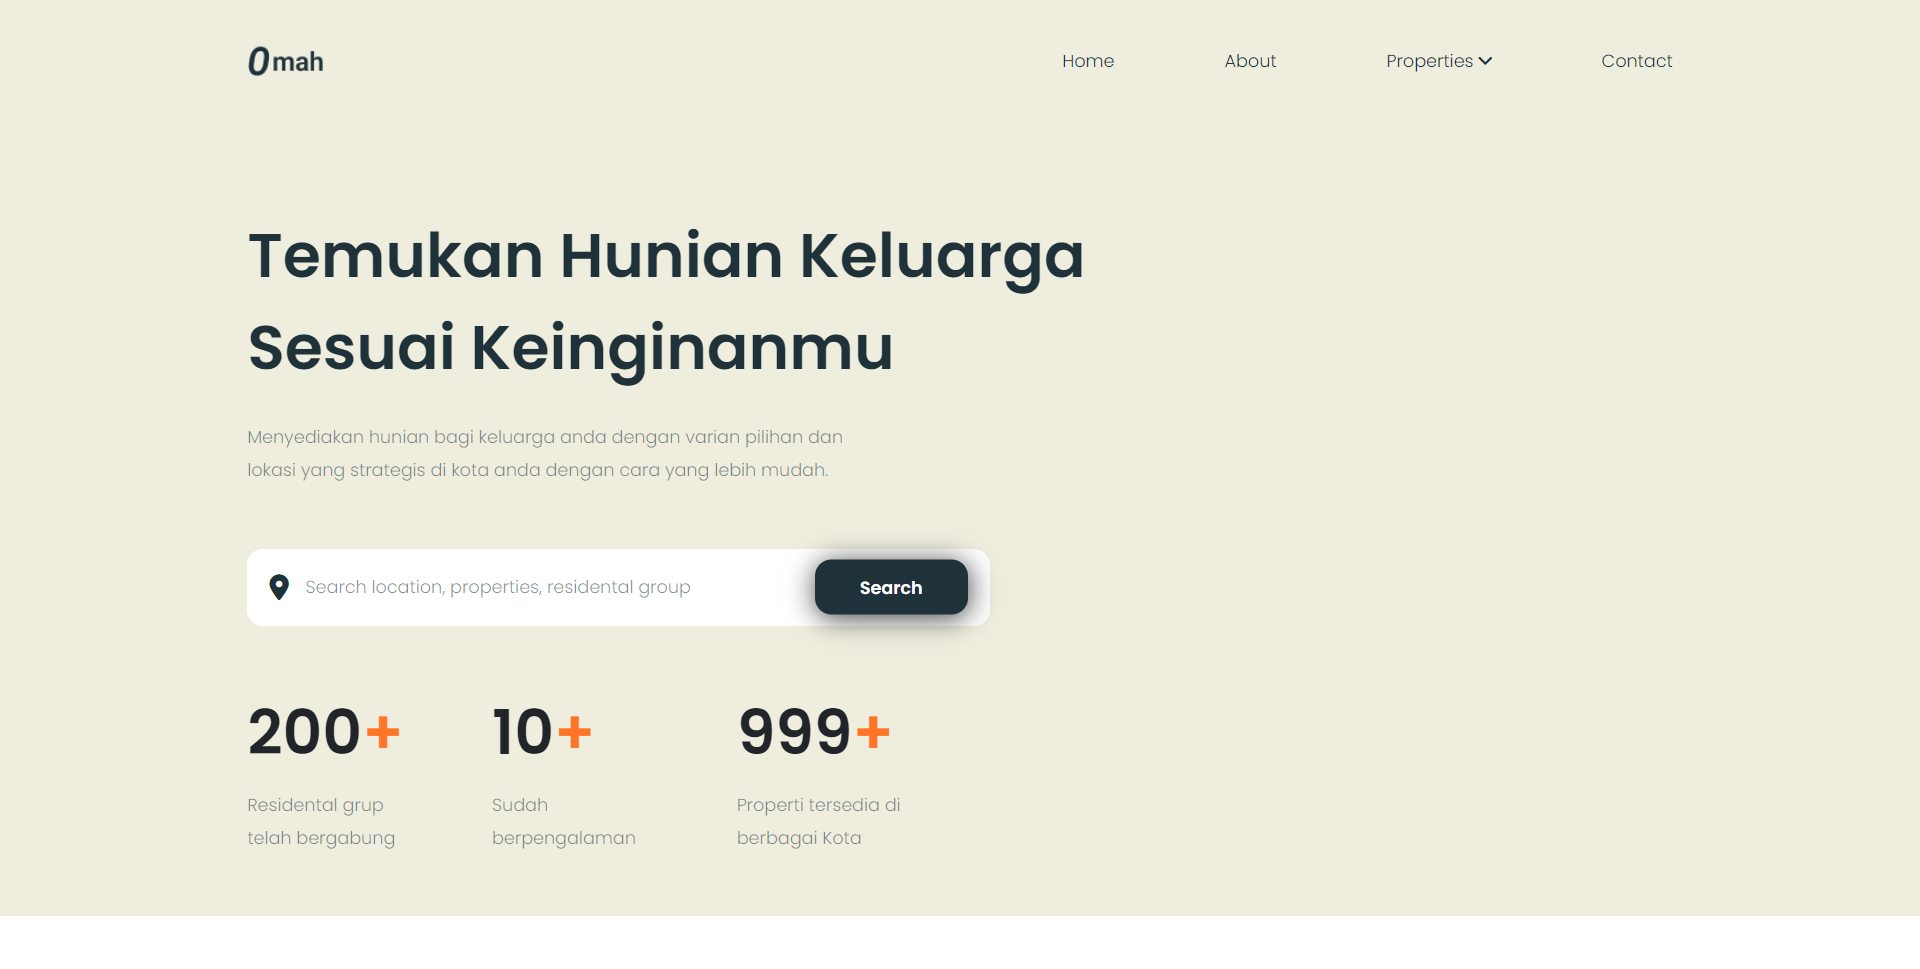 Omah
Home About Properties Contact
Temukan Hunian Keluarga
Sesuai Keinginanmu
Menyediakan hunian bagi keluarga anda dengan varian pilihan dan
lokasi yang strategis di kota anda dengan cara yang lebih mudah.
Search location, properties, residental group
Search
200+
Residental grup
telah bergabung
10+
Sudah
berpengalaman
999+
Properti tersedia di
berbagai Kota